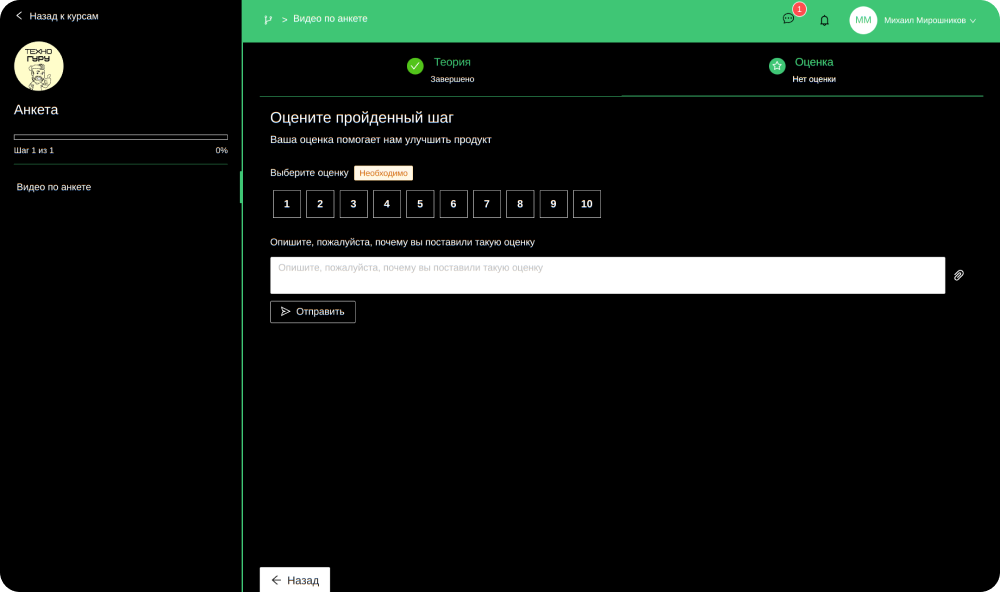 Назад к курсам
ТЕХНО
ГУРУ
Анкета
Шаг 1 из 1 0%
Видео по анкете
> Видео по анкете
1
ММ Михаил Мирошников
Теория
Завершено
Оценка
Нет оценки
Оцените пройденный шаг
Ваша оценка помогает нам улучшить продукт
Выберите оценку Необходимо
1 2 3 4 5 6 7 8 9 10
Опишите, пожалуйста, почему вы поставили такую оценку
Опишите, пожалуйста, почему вы поставили такую оценку
Отправить
Назад